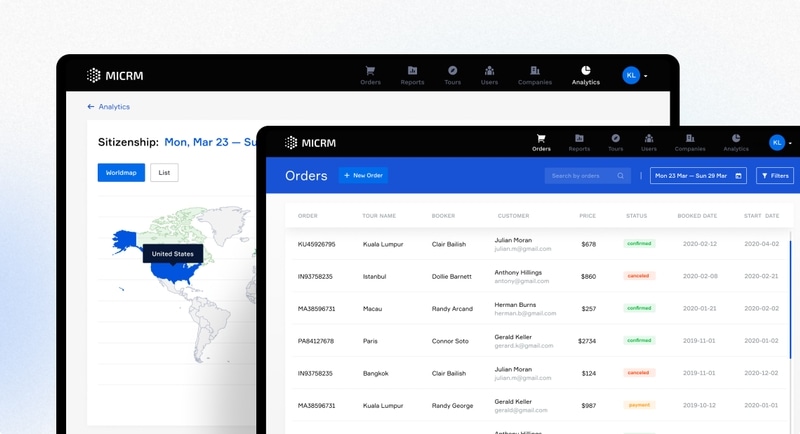 MICRM
Orders
Reports
Tours
Users
Companies
Analytics
KL
← Analytics
Sitizenship: Mon, Mar 23 — Su
Worldmap
List
United States
MICRM
Orders
Reports
Tours
Users
Companies
Analytics
KL
Orders
+ New Order
Search by orders
Mon 23 Mar — Sun 29 Mar
Filters
ORDER TOUR NAME BOOKER CUSTOMER PRICE STATUS BOOKED DATE START DATE
KU45926795 Kuala Lumpur Clair Bailish Julian Moran $678 confirmed 2020-02-12 2020-04-02
julian.m@gmail.com
IN93758235 Istanbul Dollie Barnett Anthony Hillings $860 canceled 2020-02-08 2020-02-21
antony@gmail.com
MA38596731 Macau Randy Arcand Herman Burns $257 confirmed 2020-01-21 2020-02-02
herman.b@gmail.com
PA84127678 Paris Connor Soto Gerald Keller $2734 confirmed 2019-11-01 2020-01-02
gerard.k@gmail.com
IN93758235 Bangkok Clair Bailish Julian Moran $124 canceled 2019-11-01 2020-12-02
julian.m@gmail.com
MA38596731 Kuala Lumpur Randy George Gerald Keller $987 payment 2019-10-12 2020-01-01
gerald@gmail.com